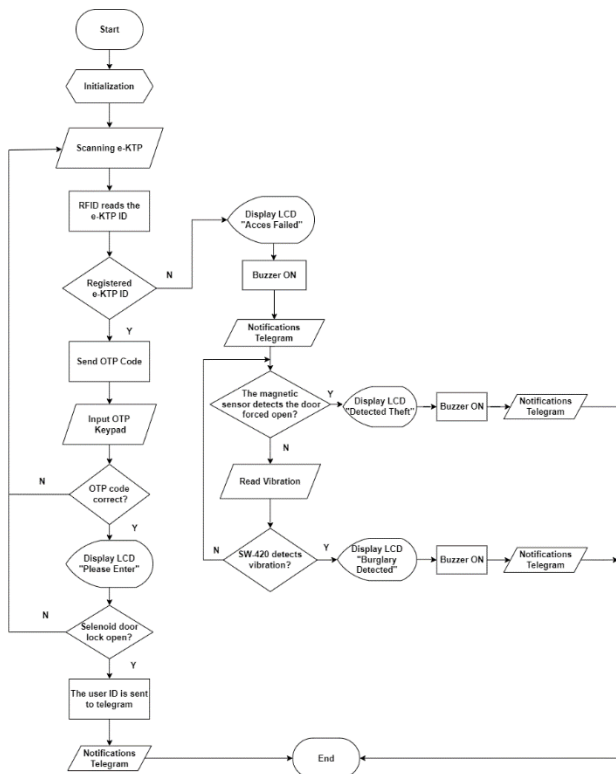 Start
Initialization
Scanning e-KTP
RFID reads the
e-KTP ID
Registered
e-KTP ID
N
Y
Send OTP Code
Input OTP
Keypad
OTP code
correct?
N
Y
Display LCD
"Please Enter"
Selenoid door
lock open?
N
Y
The user ID is sent
to telegram
Notifications
Telegram
Display LCD
"Acces Failed"
Buzzer ON
Notifications
Telegram
The magnetic
sensor detects the door
forced open?
Y
N
Display LCD
"Detected Theft"
Buzzer ON
Notifications
Telegram
Read Vibration
SW-420 detects
vibration?
N
Y
Display LCD
"Burglary
Detected"
Buzzer ON
Notifications
Telegram
End